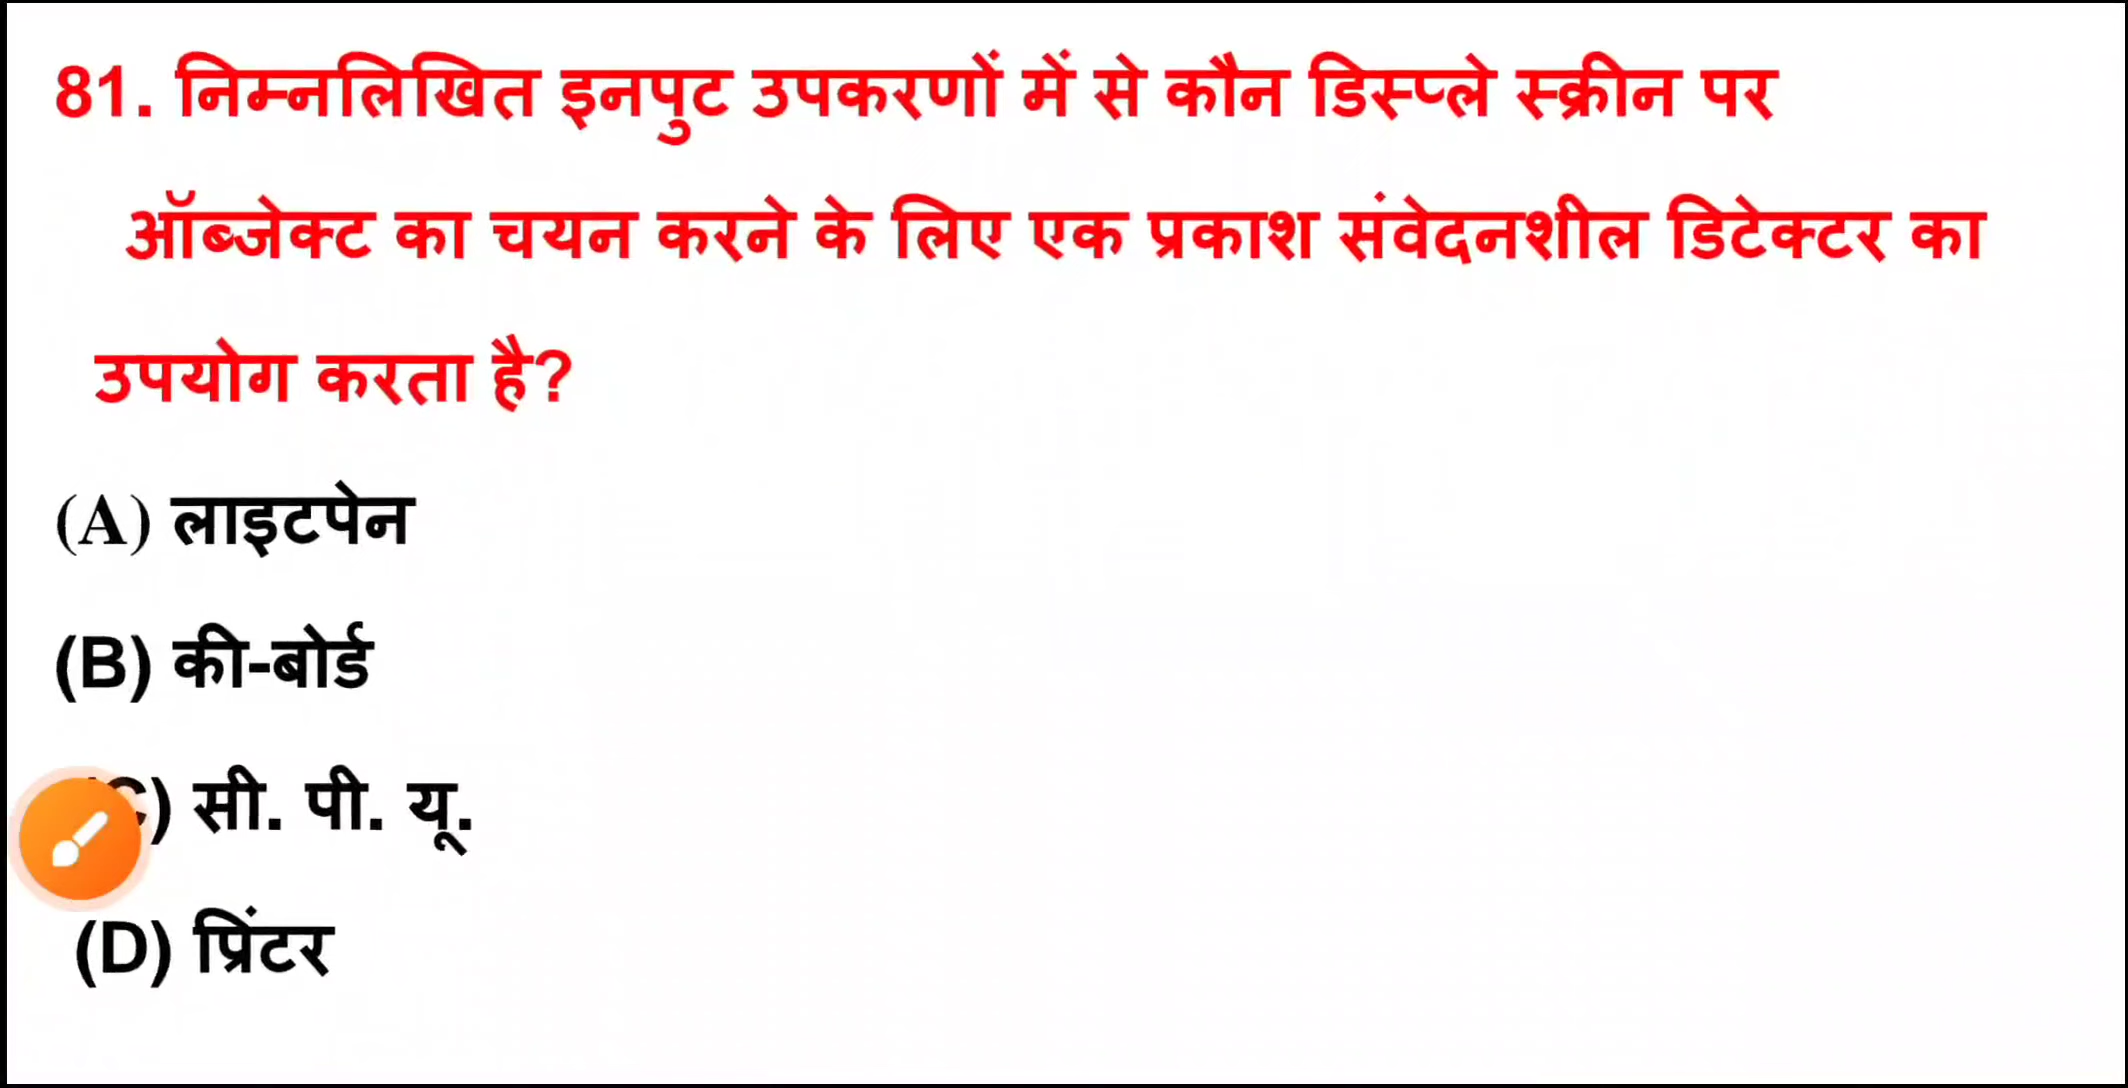 81. निम्नलिखित इनपुट उपकरणों में से कौन डिस्प्ले स्क्रीन पर
ऑब्जेक्ट का चयन करने के लिए एक प्रकाश संवेदनशील डिटेक्टर का
उपयोग करता है?
(A) लाइटपेन
(B) की-बोर्ड
(C) सी. पी. यू.
(D) प्रिंटर